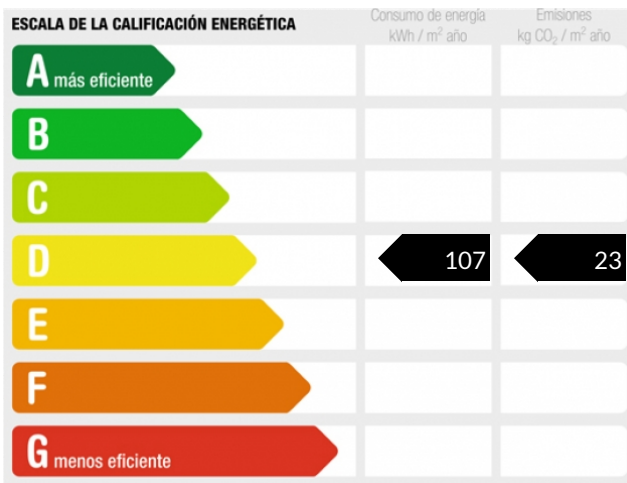 ESCALA DE LA CALIFICACIÓN ENERGÉTICA
Consumo de energía
kWh / m² año
Emisiones
kg CO₂ / m² año
A más eficiente
B
C
D
107
23
E
F
G menos eficiente